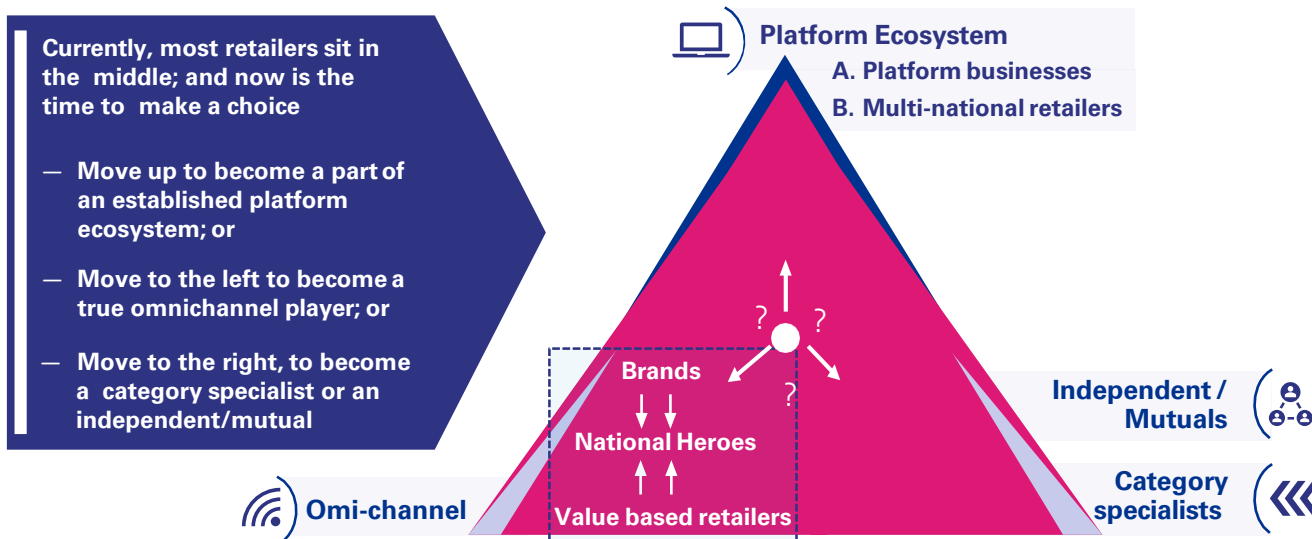 Currently, most retailers sit in
the middle; and now is the
time to make a choice
— Move up to become a part of
an established platform
ecosystem; or
— Move to the left to become a
true omnichannel player; or
— Move to the right, to become
a category specialist or an
independent/mutual
Platform Ecosystem
A. Platform businesses
B. Multi-national retailers
? ?
?
Brands
National Heroes
Value based retailers
Omi-channel
Independent /
Mutuals
Category
specialists